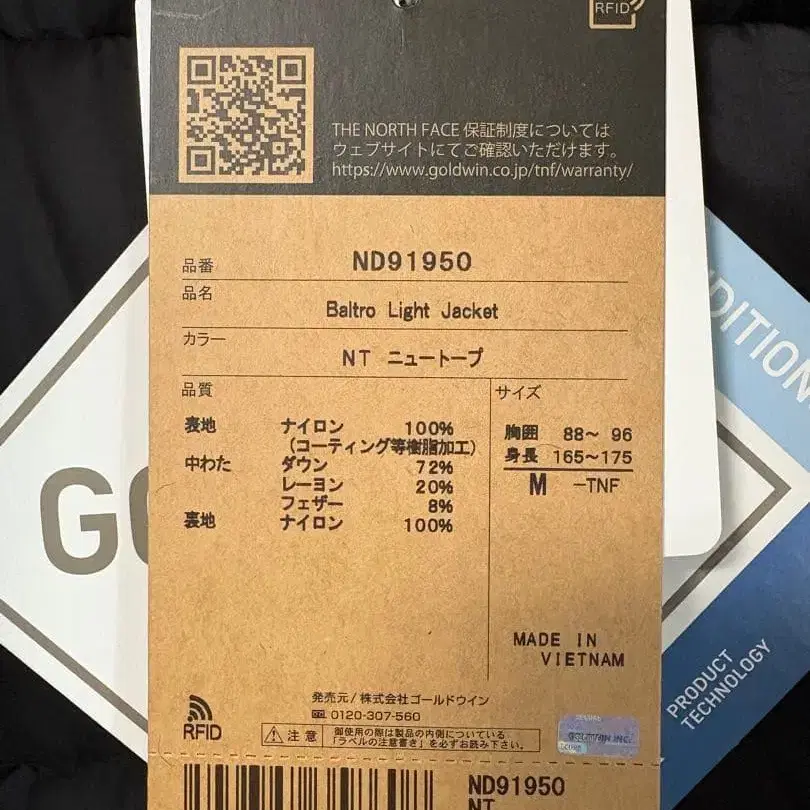 RFID
THE NORTH FACE 保証制度については
ウェブサイトにてご確認いただけます。
https://www.goldwin.co.jp/tnf/warranty/
品番 ND91950
品名
Baltro Light Jacket
カラー
NT ニュートープ
品質
サイズ
表地 ナイロン 100%
(コーティング等樹脂加工)
中わた ダウン 72%
レーヨン 20%
フェザー 8%
裏地 ナイロン 100%
胸囲 88～ 96
身長 165～175
M -TNF
MADE IN
VIETNAM
発売元/株式会社ゴールドウイン
0120-307-560
RFID
注意 御使用の際は製品の内側についている
「ラベルの注意書き」を必ずお読み下さい。
GOLDWIN INC.
ND91950
NT
GO
DITION
PRODUCT
TECHNOLOGY